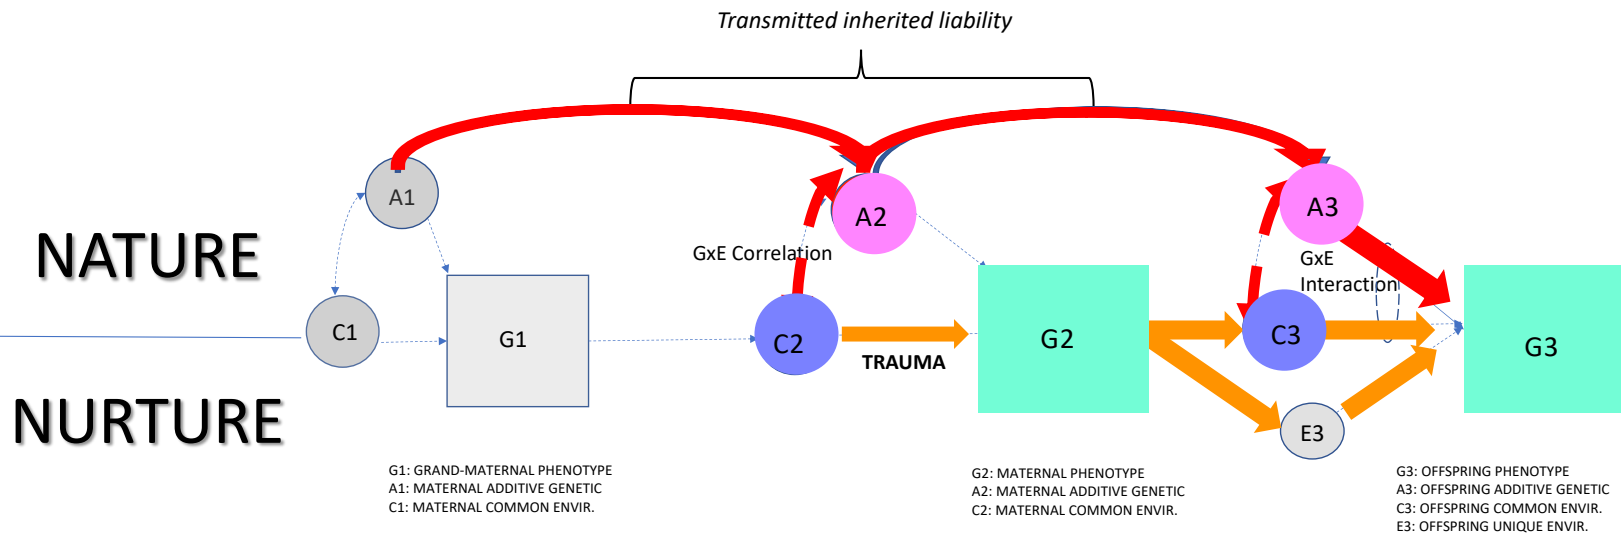 Transmitted inherited liability
A1
A2
A3
NATURE
GxE Correlation
GxE
Interaction
C1
G1
C2
TRAUMA
G2
C3
G3
NURTURE
E3
G1: GRAND-MATERNAL PHENOTYPE
A1: MATERNAL ADDITIVE GENETIC
C1: MATERNAL COMMON ENVIR.
G2: MATERNAL PHENOTYPE
A2: MATERNAL ADDITIVE GENETIC
C2: MATERNAL COMMON ENVIR.
G3: OFFSPRING PHENOTYPE
A3: OFFSPRING ADDITIVE GENETIC
C3: OFFSPRING COMMON ENVIR.
E3: OFFSPRING UNIQUE ENVIR.